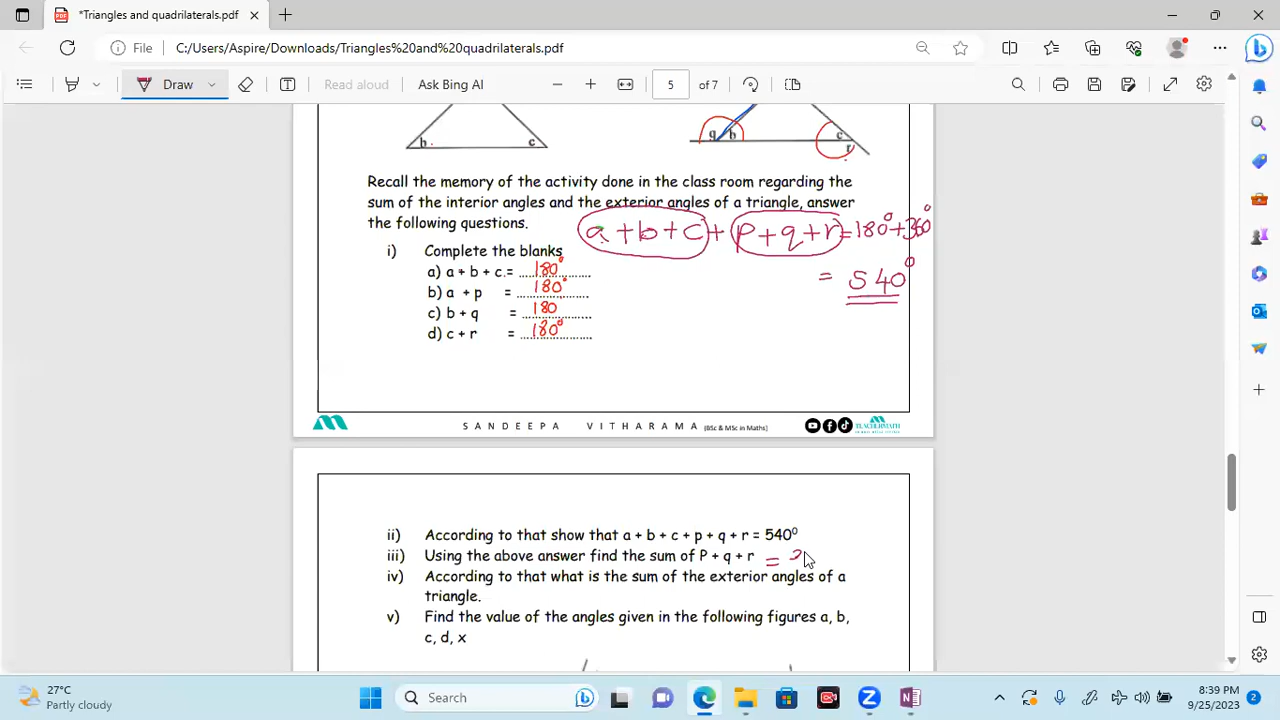 *Triangles and quadrilaterals.pdf
File
C:/Users/Aspire/Downloads/Triangles%20and%20quadrilaterals.pdf
Draw
Read aloud
Ask Bing AI
5
of 7
b
c
q b
c
r
Recall the memory of the activity done in the class room regarding the
sum of the interior angles and the exterior angles of a triangle, answer
the following questions.
a + b + c + p + q + r = 180° + 360°
= 540°
i) Complete the blanks
a) a + b + c = 180°
b) a + p = 180°
c) b + q = 180
d) c + r = 180°
SANDEEPA VITHARAMA (BSc & MSc in Maths)
ii) According to that show that a + b + c + p + q + r = 540⁰
iii) Using the above answer find the sum of P + q + r =
iv) According to that what is the sum of the exterior angles of a
triangle.
v) Find the value of the angles given in the following figures a, b,
c, d, x
27°C
Partly cloudy
Search
8:39 PM
9/25/2023
2